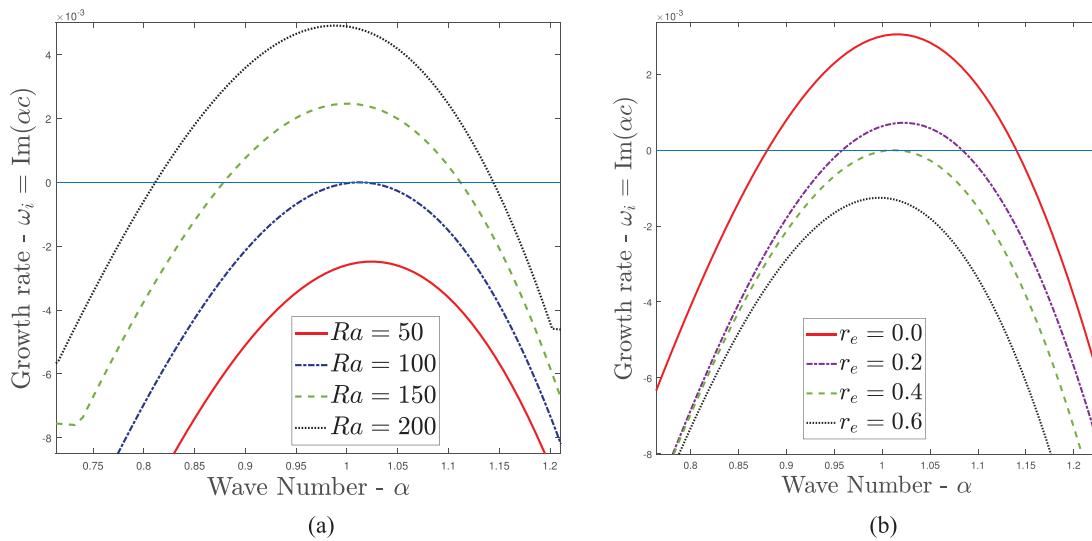 ×10⁻³
4
2
0
-2
-4
-6
-8
0.75
0.8
0.85
0.9
0.95
1
1.05
1.1
1.15
1.2
Growth rate - ωᵢ = Im(αc)
Wave Number - α
Ra = 50
Ra = 100
Ra = 150
Ra = 200
(a)
×10⁻³
2
0
-2
-4
-6
-8
0.8
0.85
0.9
0.95
1
1.05
1.1
1.15
1.2
Growth rate - ωᵢ = Im(αc)
Wave Number - α
rₑ = 0.0
rₑ = 0.2
rₑ = 0.4
rₑ = 0.6
(b)